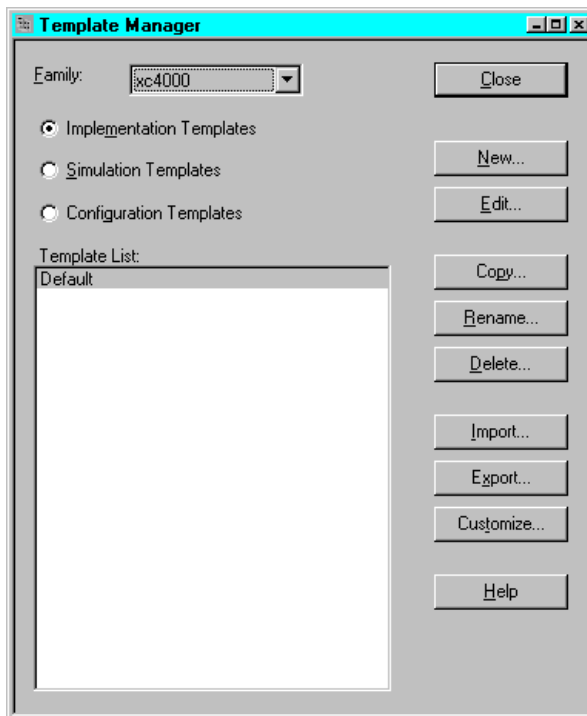 Template Manager
Family:
xc4000
Close
Implementation Templates
Simulation Templates
Configuration Templates
New...
Edit...
Template List:
Default
Copy...
Rename...
Delete...
Import...
Export...
Customize...
Help